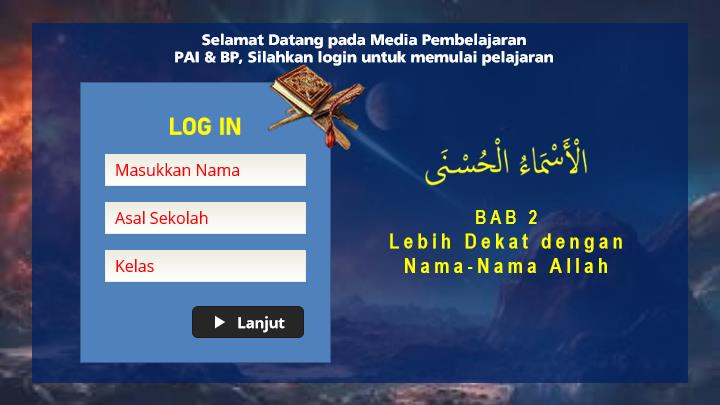 Selamat Datang pada Media Pembelajaran
PAI & BP, Silahkan login untuk memulai pelajaran
LOG IN
Masukkan Nama
Asal Sekolah
Kelas
Lanjut
الْأَسْمَاءُ الْحُسْنَى
BAB 2
Lebih Dekat dengan
Nama-Nama Allah